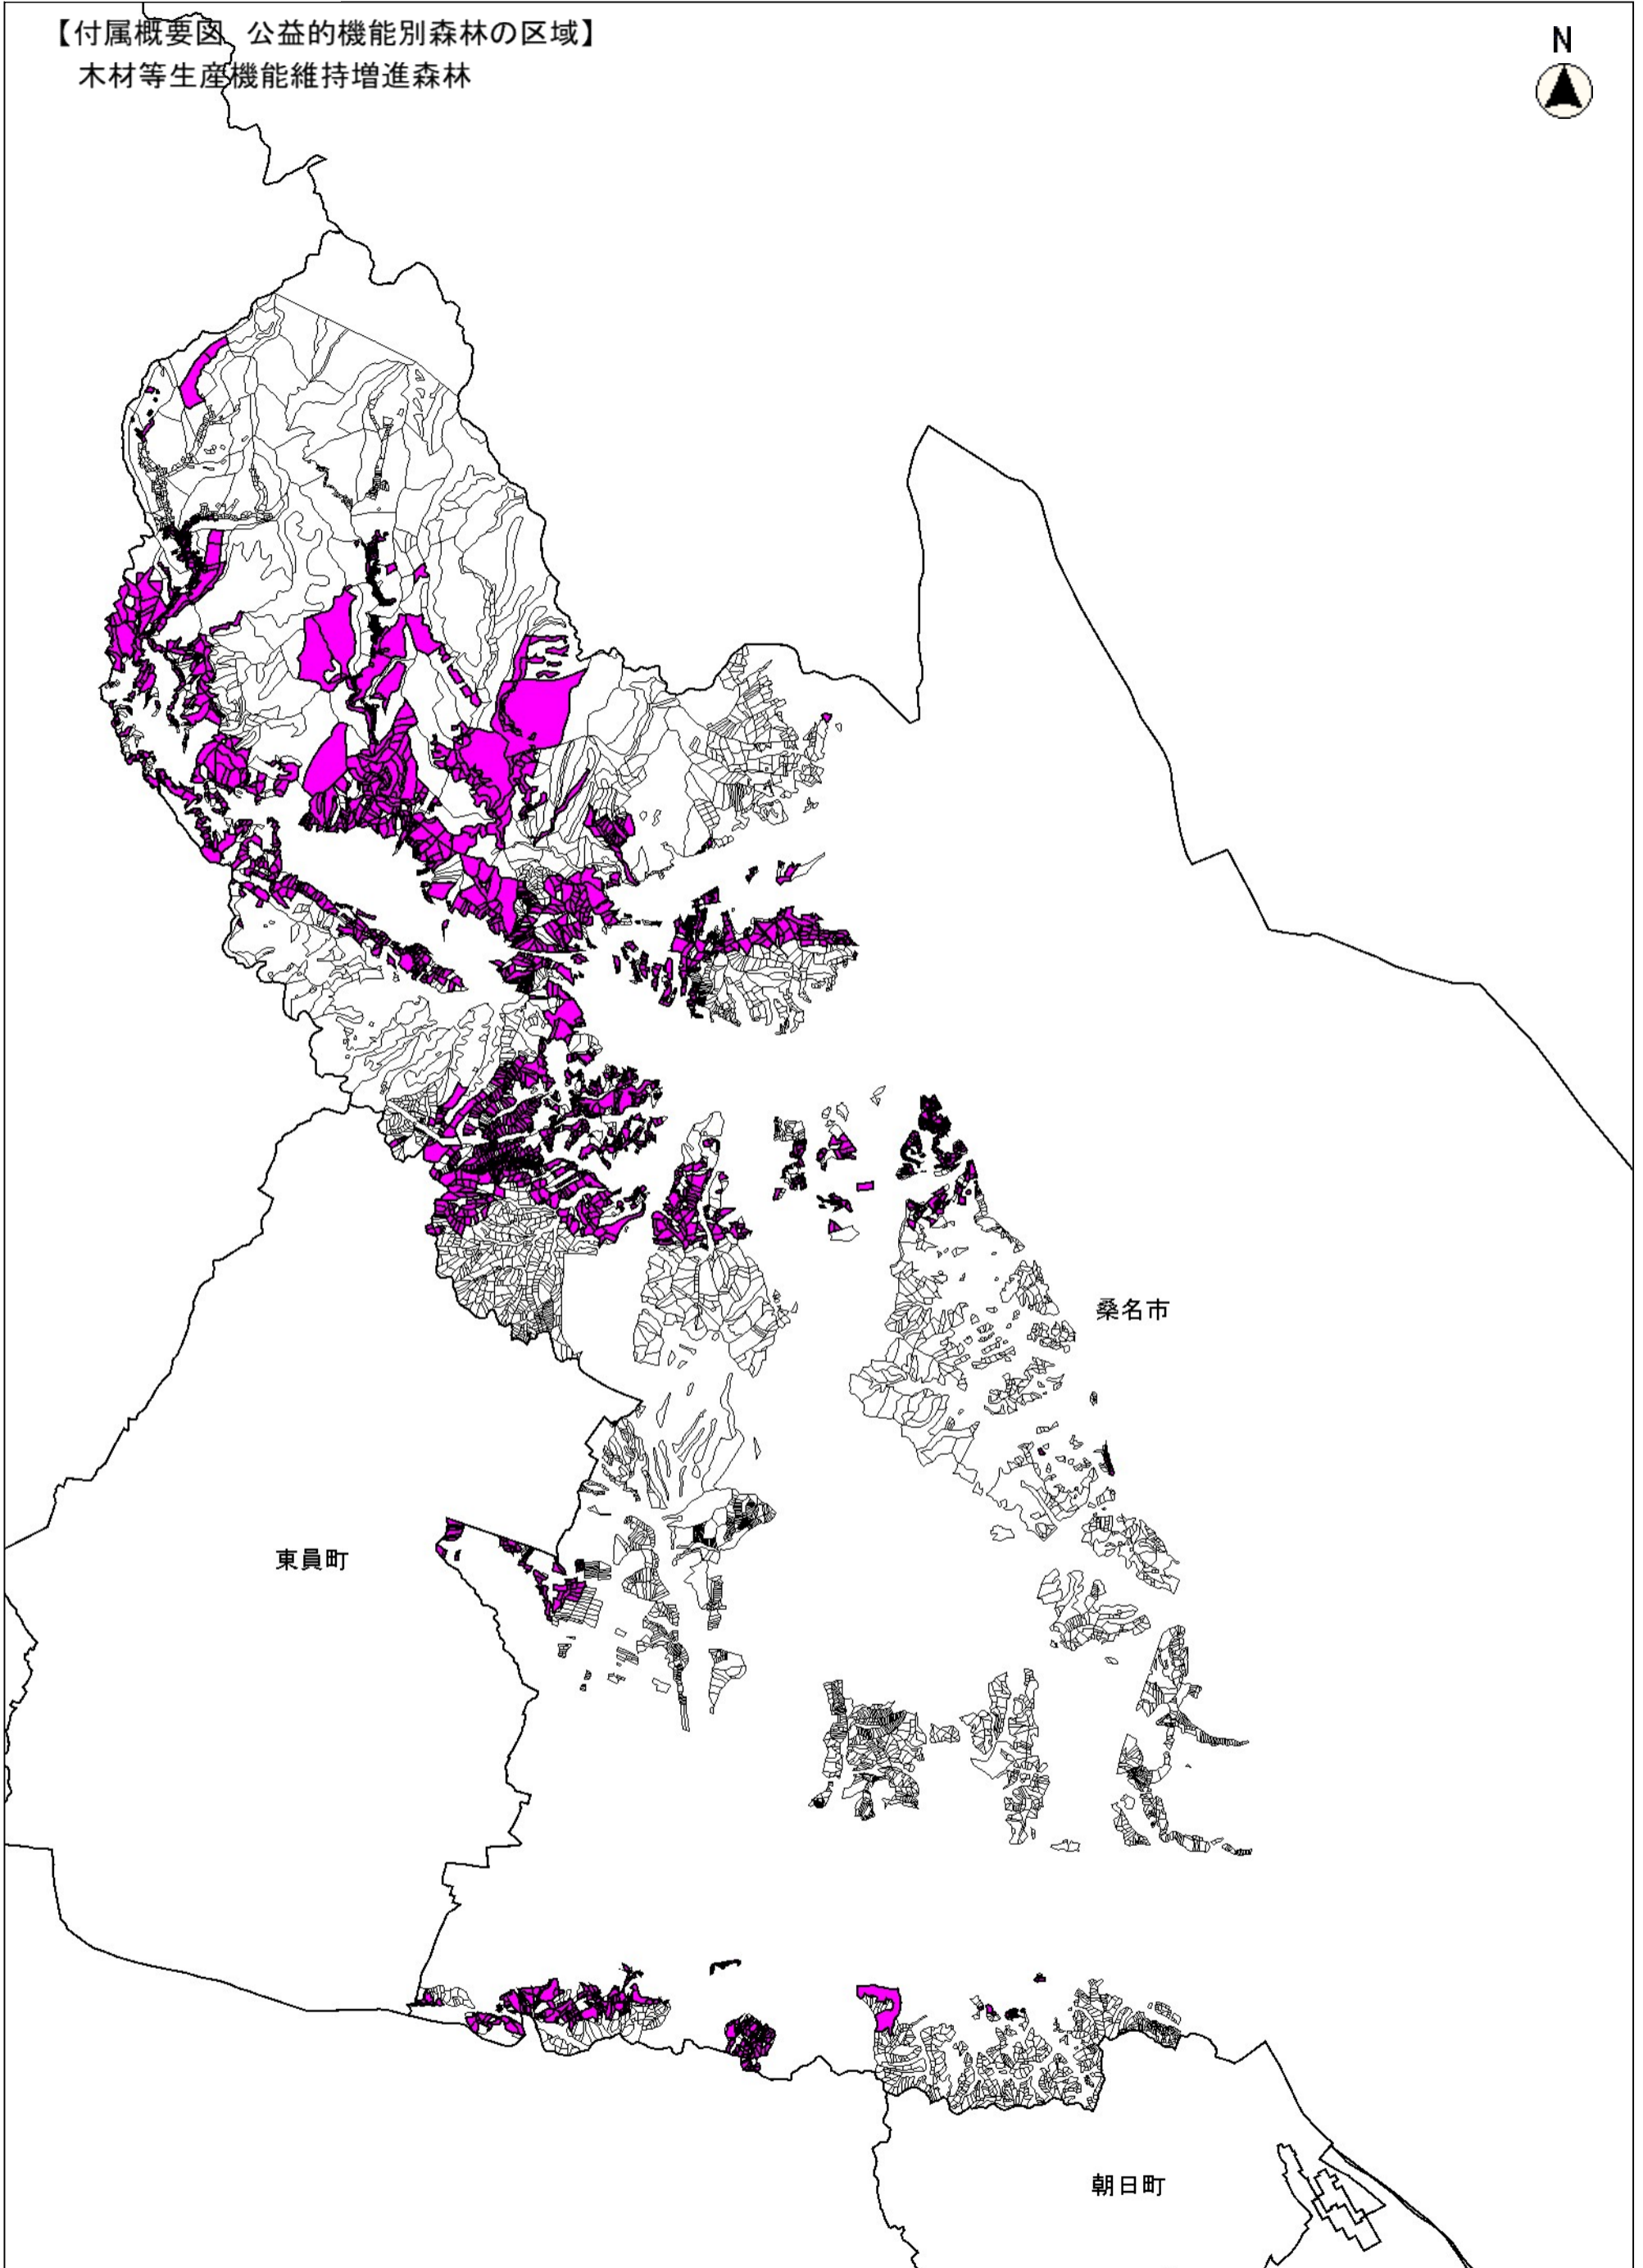 【付属概要図　公益的機能別森林の区域】
木材等生産機能維持増進森林
N
桑名市
東員町
朝日町